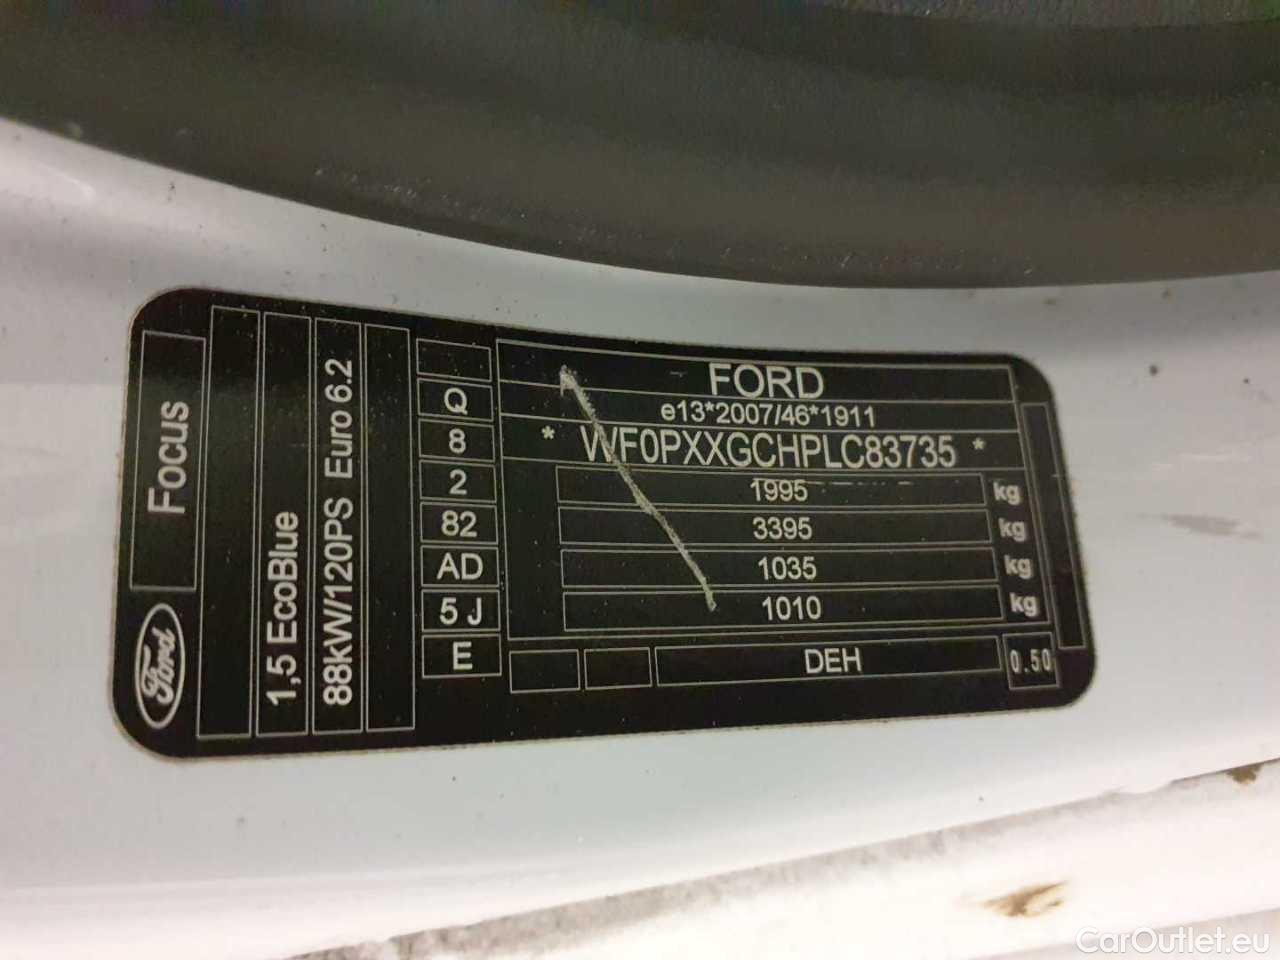 Ford
Focus
1,5 EcoBlue
88kW/120PS Euro 6.2
Q
8
2
82
AD
5 J
E
FORD
e13*2007/46*1911
* WF0PXXGCHPLC83735 *
1995 kg
3395 kg
1035 kg
1010 kg
DEH
0.50
CarOutlet.eu